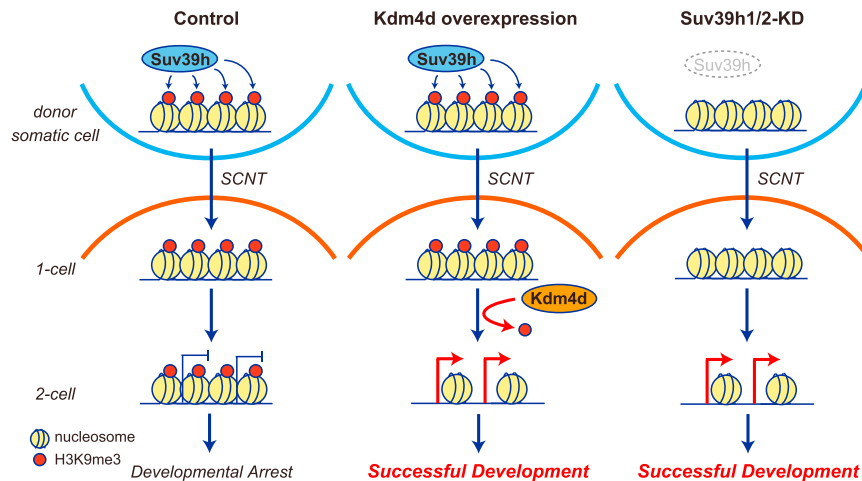 Control
Kdm4d overexpression
Suv39h1/2-KD
Suv39h
Suv39h
Suv39h
donor
somatic cell
SCNT
SCNT
SCNT
1-cell
Kdm4d
2-cell
nucleosome
H3K9me3
Developmental Arrest
Successful Development
Successful Development